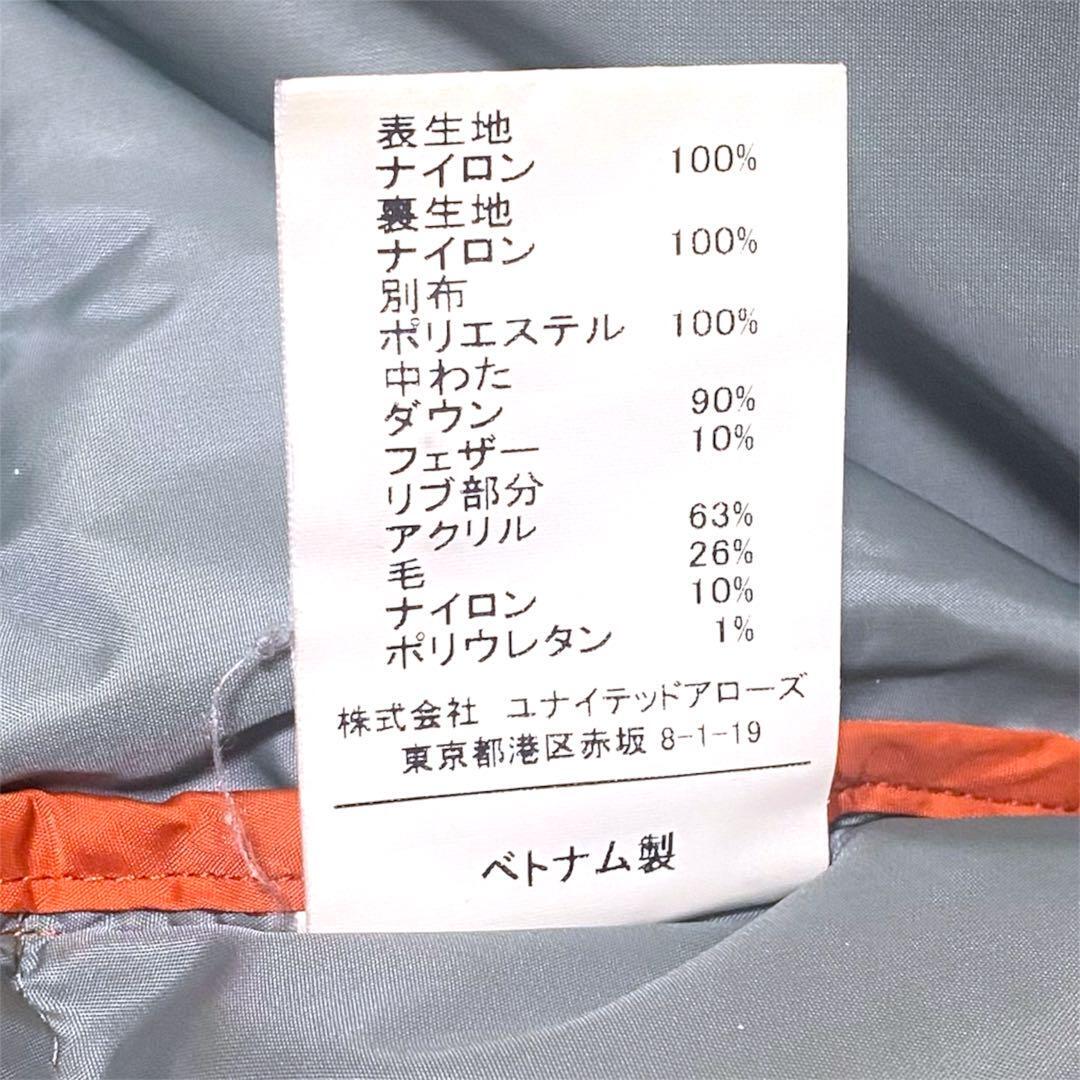 表生地
ナイロン 100%
裏生地
ナイロン 100%
別布
ポリエステル 100%
中わた
ダウン 90%
フェザー 10%
リブ部分
アクリル 63%
毛 26%
ナイロン 10%
ポリウレタン 1%
株式会社 ユナイテッドアローズ
東京都港区赤坂 8-1-19
ベトナム製